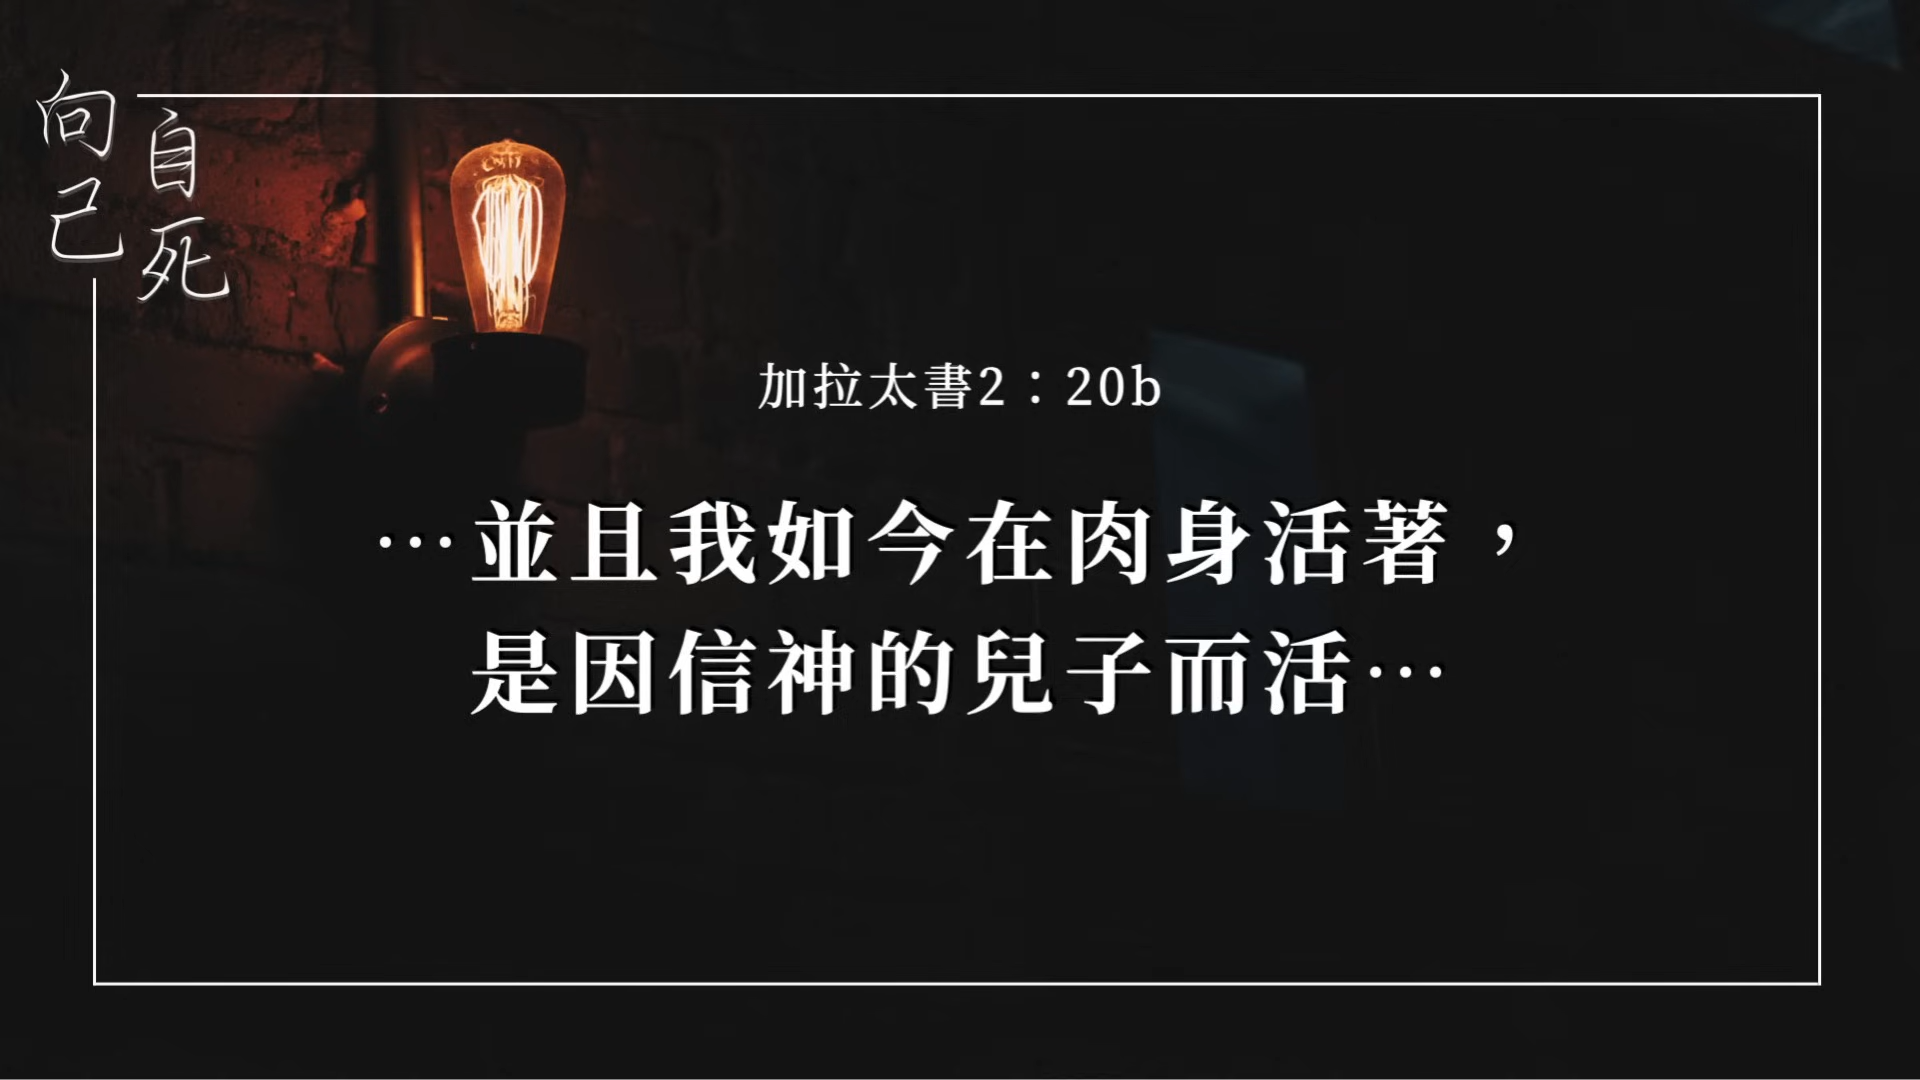 向自
己死
加拉太書2：20b
…並且我如今在肉身活著，
是因信神的兒子而活…